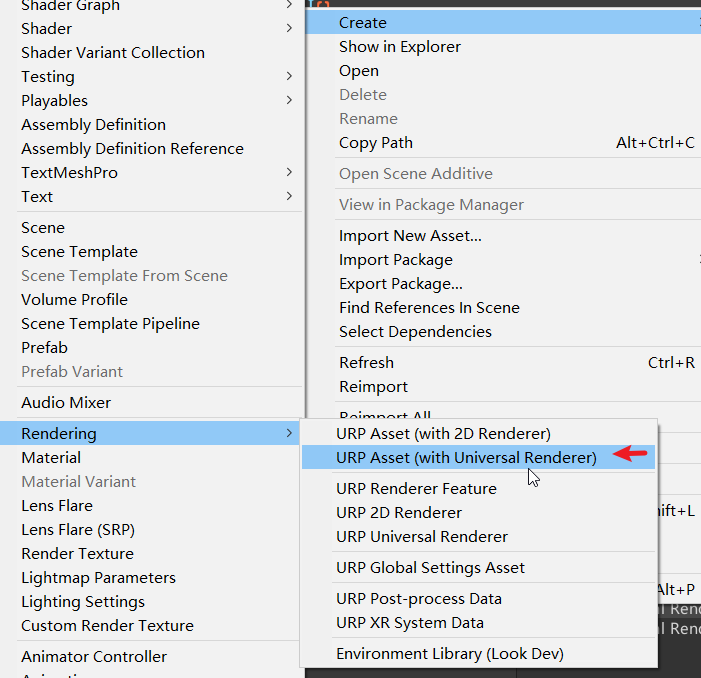 Shader Graph
Shader
Shader Variant Collection
Testing
Playables
Assembly Definition
Assembly Definition Reference
TextMeshPro
Text
Scene
Scene Template
Scene Template From Scene
Volume Profile
Scene Template Pipeline
Prefab
Prefab Variant
Audio Mixer
Rendering
Material
Material Variant
Lens Flare
Lens Flare (SRP)
Render Texture
Lightmap Parameters
Lighting Settings
Custom Render Texture
Animator Controller
Create
Show in Explorer
Open
Delete
Rename
Copy Path Alt+Ctrl+C
Open Scene Additive
View in Package Manager
Import New Asset...
Import Package
Export Package...
Find References In Scene
Select Dependencies
Refresh Ctrl+R
Reimport
Reimport All
URP Asset (with 2D Renderer)
URP Asset (with Universal Renderer)
URP Renderer Feature
URP 2D Renderer
URP Universal Renderer
URP Global Settings Asset
URP Post-process Data
URP XR System Data
Environment Library (Look Dev)
Alt+P